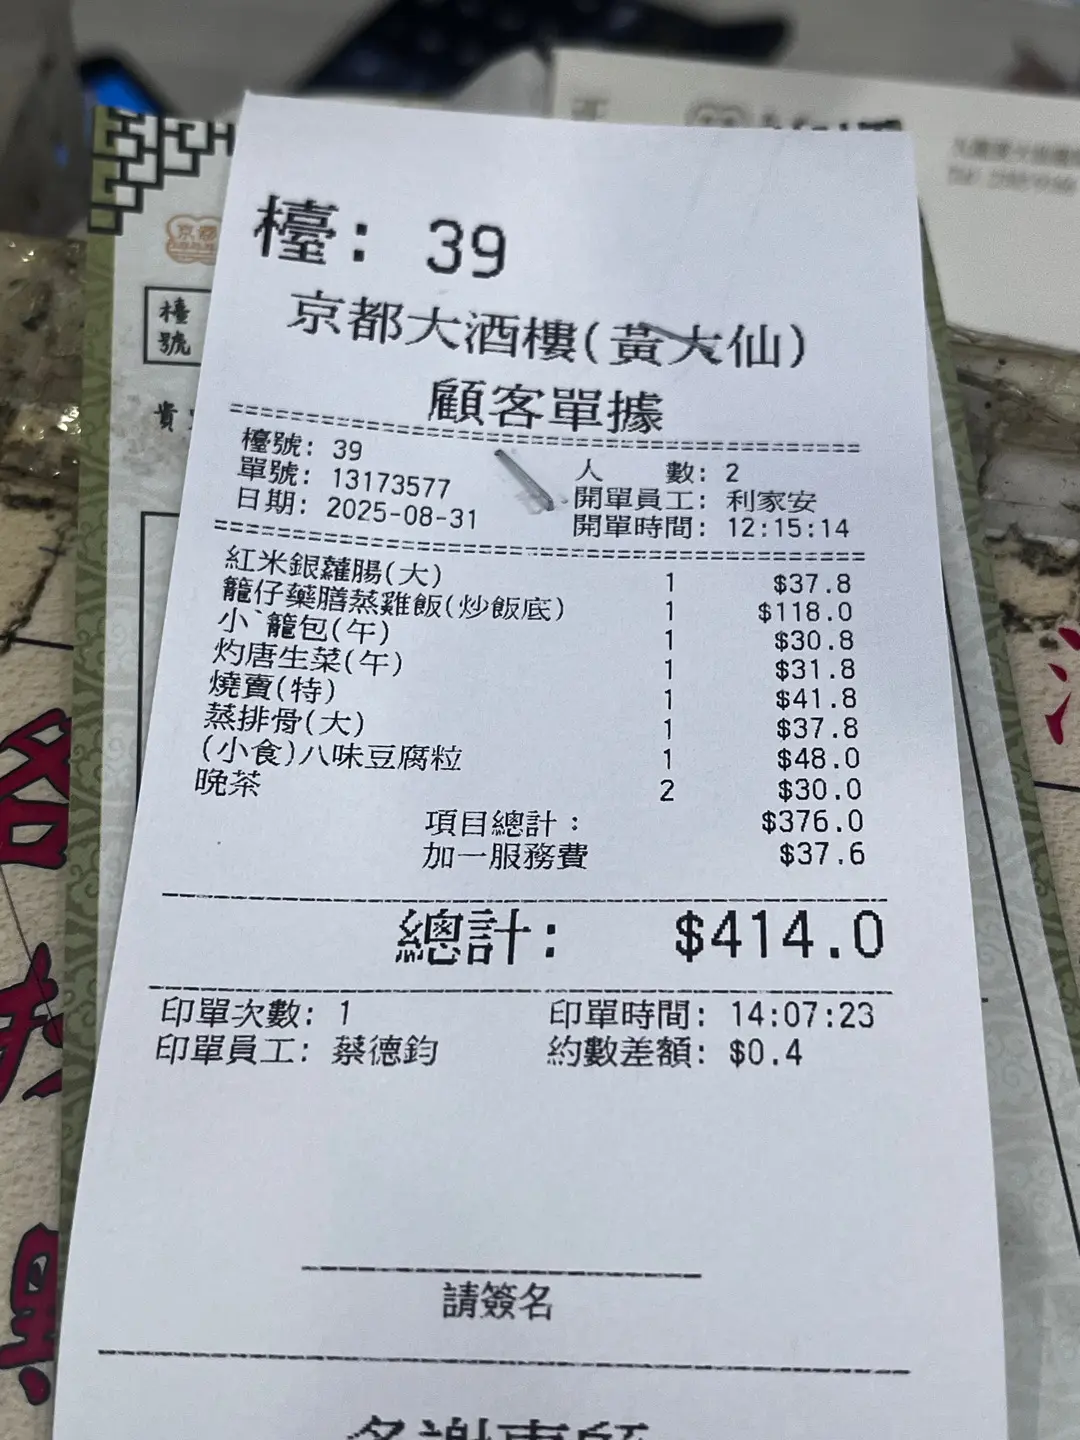 檯: 39
京都大酒樓(黃大仙)
顧客單據
檯號: 39 人 數: 2
單號: 13173577 開單員工: 利家安
日期: 2025-08-31 開單時間: 12:15:14
紅米銀蘿腸(大) 1 $37.8
籠仔藥膳蒸雞飯(炒飯底) 1 $118.0
小`籠包(午) 1 $30.8
灼唐生菜(午) 1 $31.8
燒賣(特) 1 $41.8
蒸排骨(大) 1 $37.8
(小食)八味豆腐粒 1 $48.0
晚茶 2 $30.0
項目總計: $376.0
加一服務費 $37.6
總計: $414.0
印單次數: 1 印單時間: 14:07:23
印單員工: 蔡德鈞 約數差額: $0.4
請簽名
京都
檯號
貴